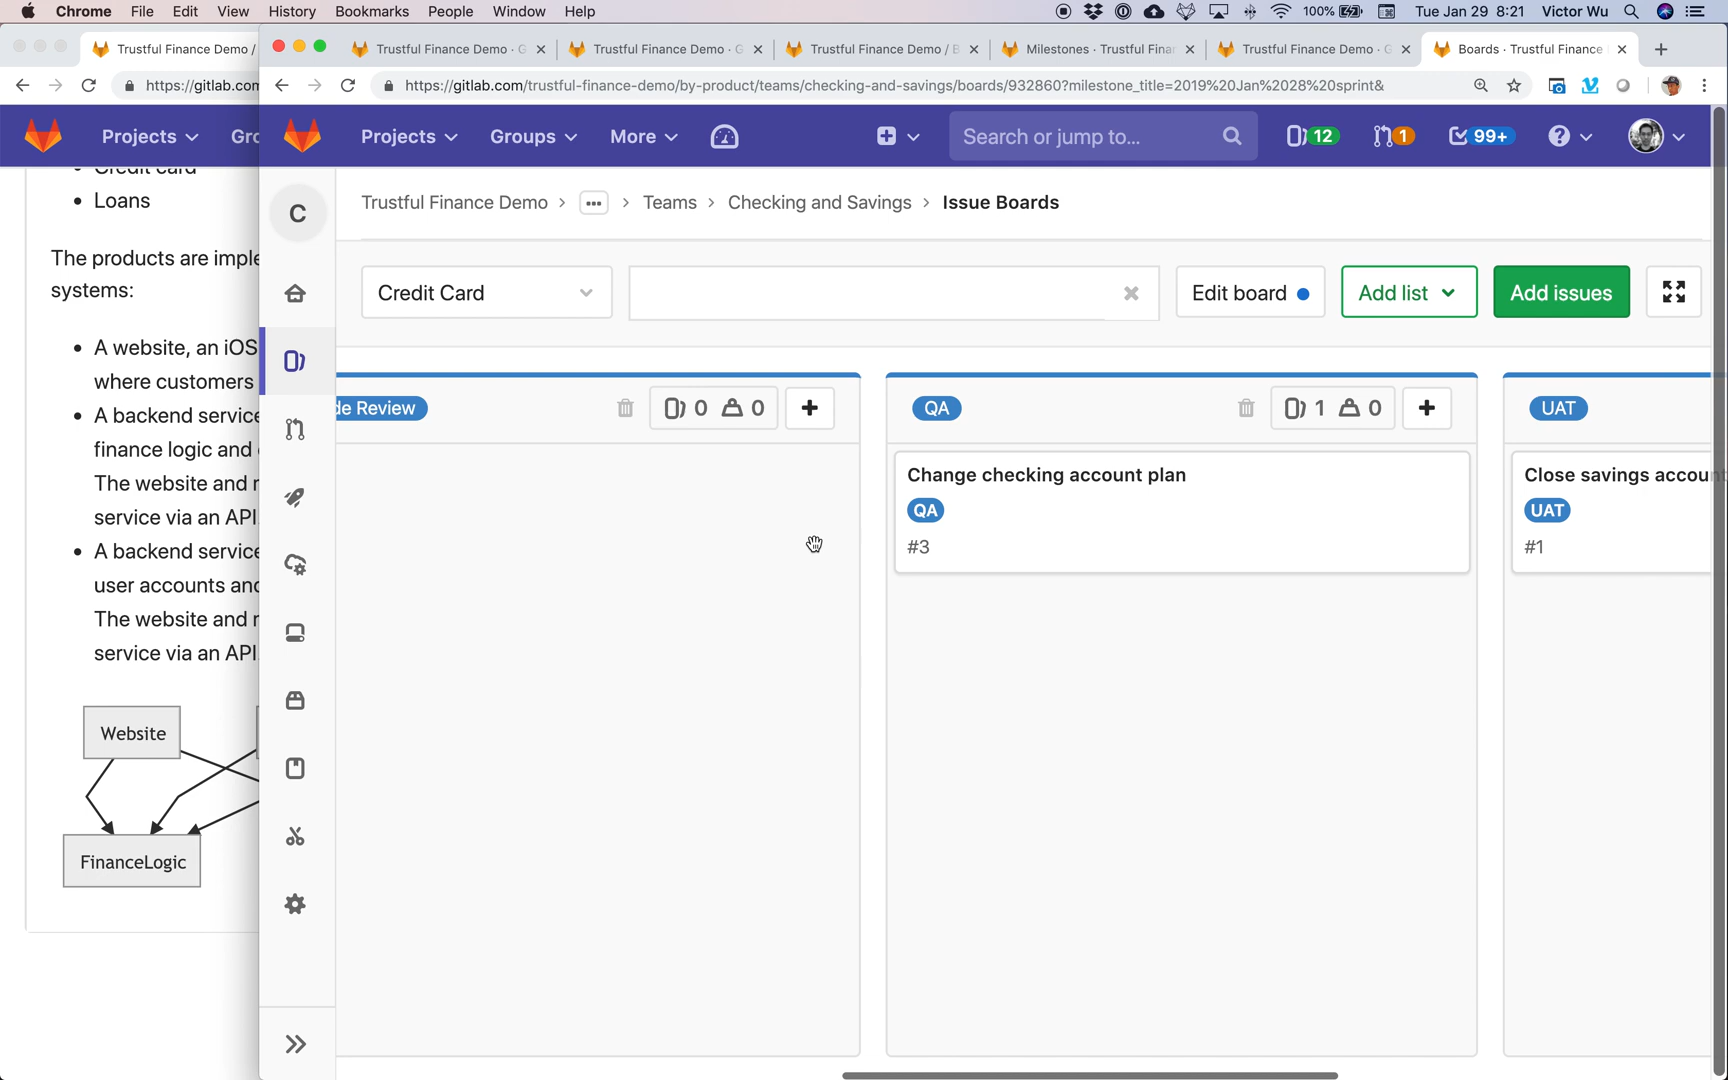 Chrome File Edit View History Bookmarks People Window Help 100% Tue Jan 29 8:21 Victor Wu
Trustful Finance Demo /
Trustful Finance Demo · G
Trustful Finance Demo · G
Trustful Finance Demo / B
Milestones · Trustful Finan
Trustful Finance Demo · G
Boards · Trustful Finance
https://gitlab.com
https://gitlab.com/trustful-finance-demo/by-product/teams/checking-and-savings/boards/932860?milestone_title=2019%20Jan%2028%20sprint&
Projects
Projects Groups More Search or jump to... 12 1 99+
Loans
The products are imple
systems:
A website, an iOS
where customers
A backend service
finance logic and
The website and
service via an API
A backend service
user accounts and
The website and
service via an API
Website
FinanceLogic
C
Trustful Finance Demo > ... > Teams > Checking and Savings > Issue Boards
Credit Card
Edit board
Add list
Add issues
de Review 0 0 +
QA 1 0 +
Change checking account plan
QA
#3
UAT
Close savings accoun
UAT
#1